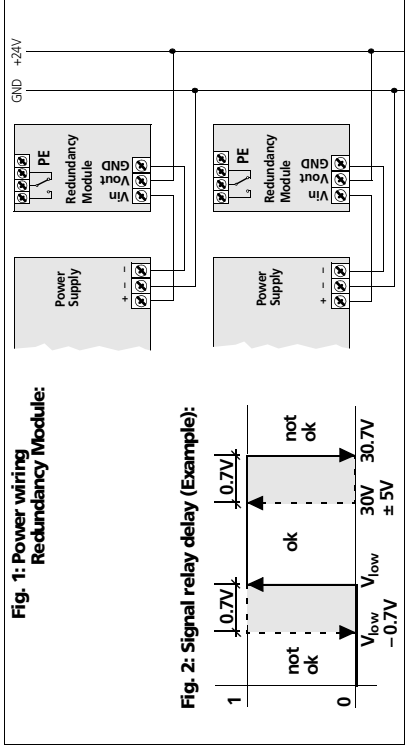 Fig. 1: Power wiring
Redundancy Module:
Power
Supply
+ – –
Redundancy
Module
PE
Vin
Vout
GND
Power
Supply
+ – –
Redundancy
Module
PE
Vin
Vout
GND
GND
+24V
Fig. 2: Signal relay delay (Example):
0.7V
0.7V
1
0
not
ok
ok
not
ok
Vlow
–0.7V
Vlow
30V
± 5V
30.7V